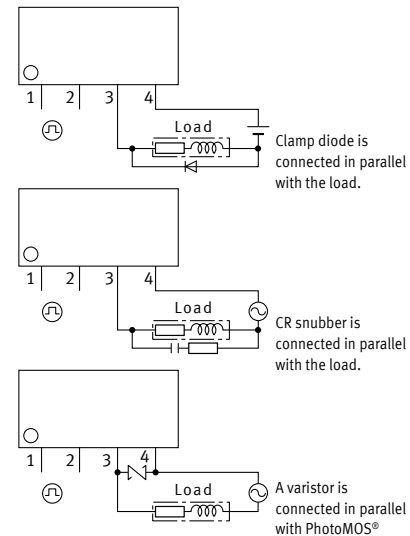 1 2 3 4
Load
Clamp diode is
connected in parallel
with the load.
1 2 3 4
Load
CR snubber is
connected in parallel
with the load.
1 2 3 4
Load
A varistor is
connected in parallel
with PhotoMOS®